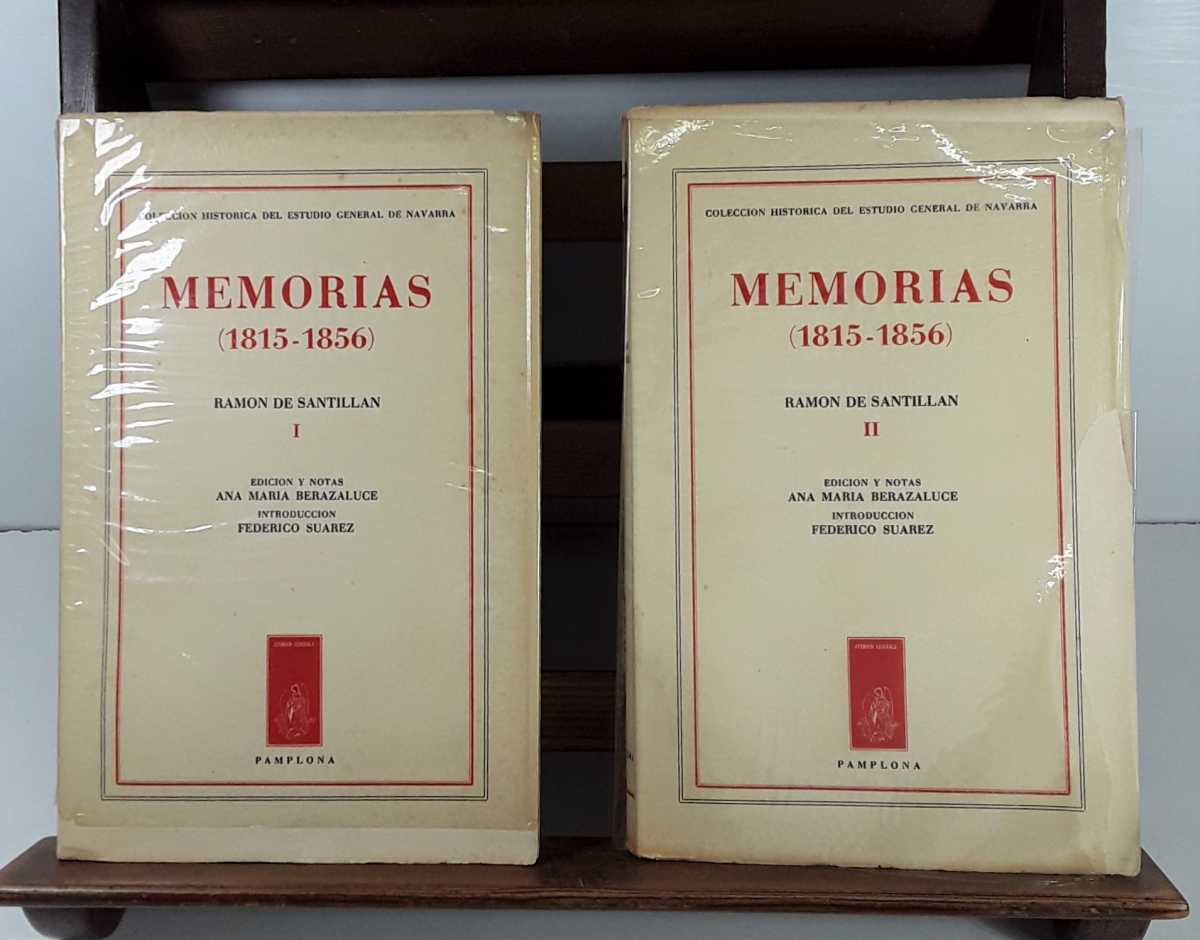 COLECCION HISTORICA DEL ESTUDIO GENERAL DE NAVARRA
MEMORIAS
(1815-1856)
RAMON DE SANTILLAN
I
EDICION Y NOTAS
ANA MARIA BERAZALUCE
INTRODUCCION
FEDERICO SUAREZ
PAMPLONA
COLECCION HISTORICA DEL ESTUDIO GENERAL DE NAVARRA
MEMORIAS
(1815-1856)
RAMON DE SANTILLAN
II
EDICION Y NOTAS
ANA MARIA BERAZALUCE
INTRODUCCION
FEDERICO SUAREZ
PAMPLONA